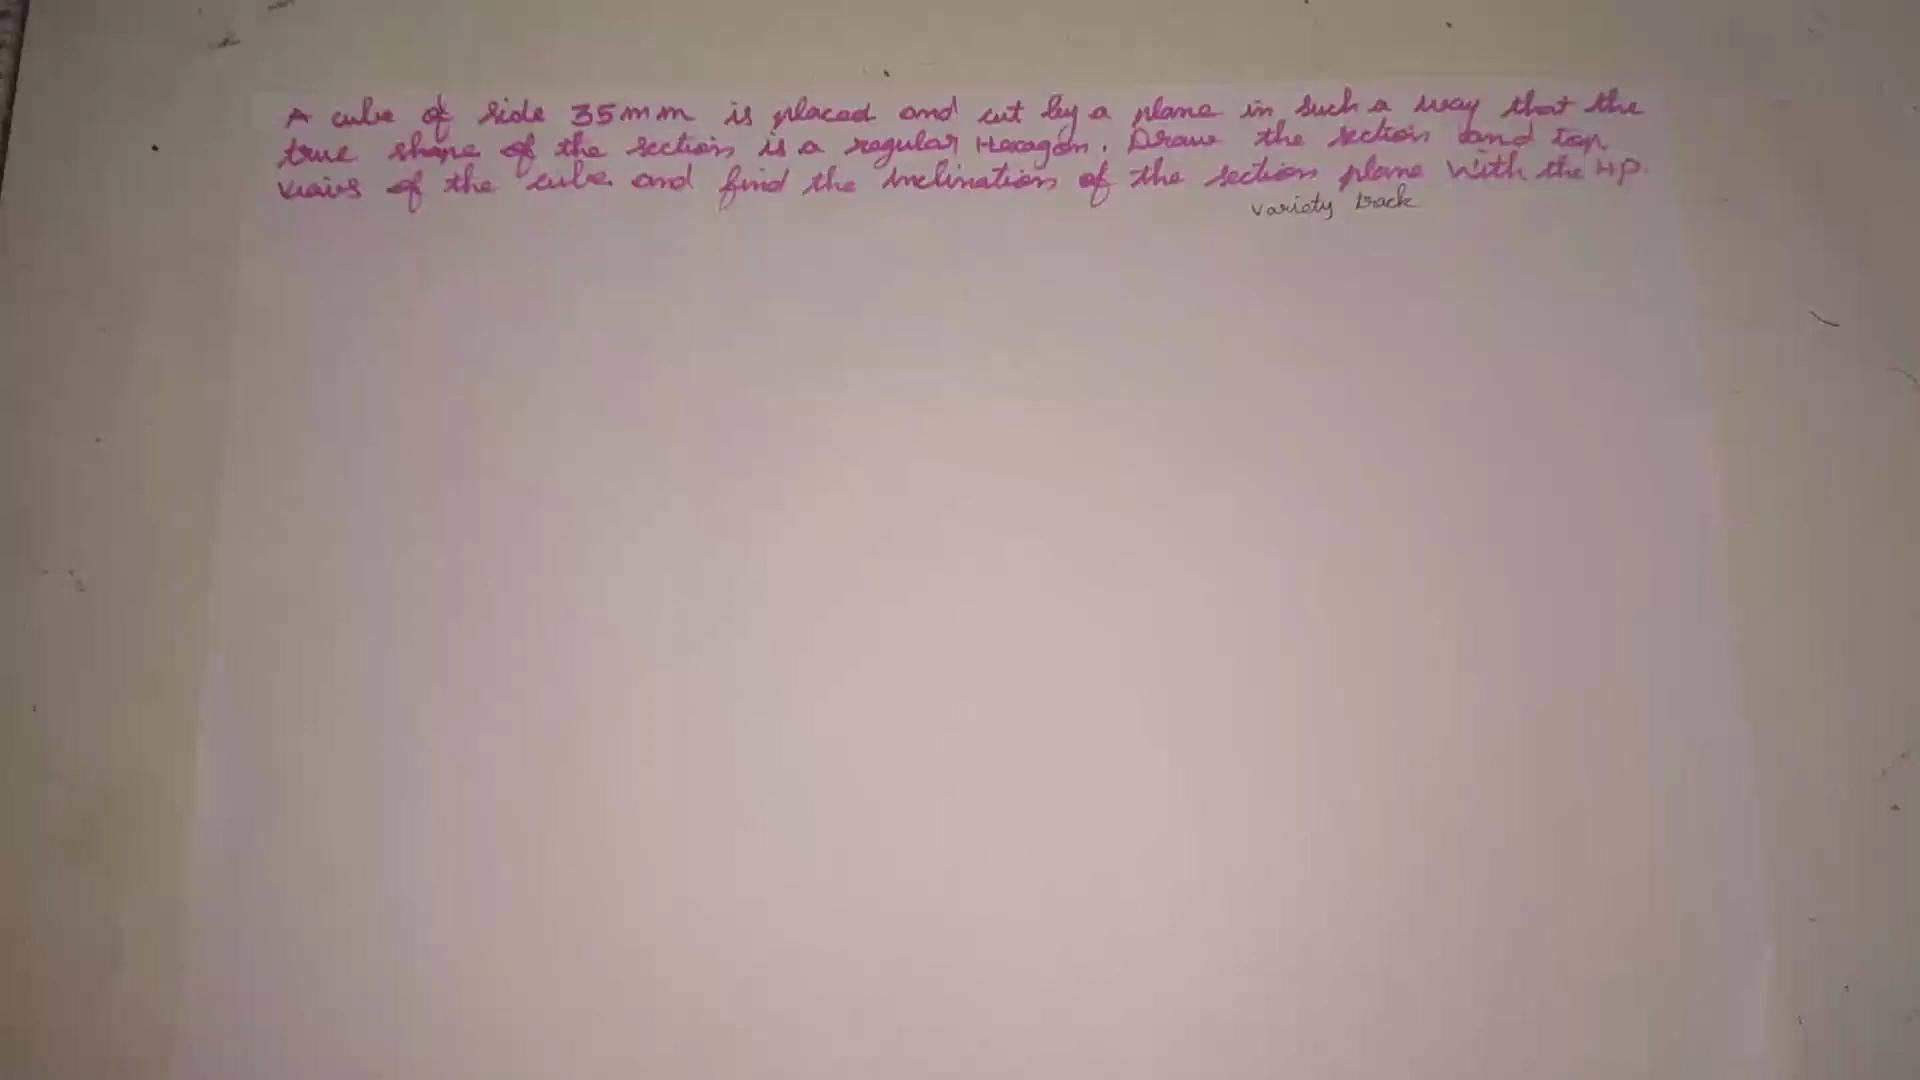 A cube of side 35mm is placed and cut by a plane in such a way that the
true shape of the section is a regular Hexagon. Draw the section and top
views of the cube and find the inclination of the section plane with the HP.
variety track